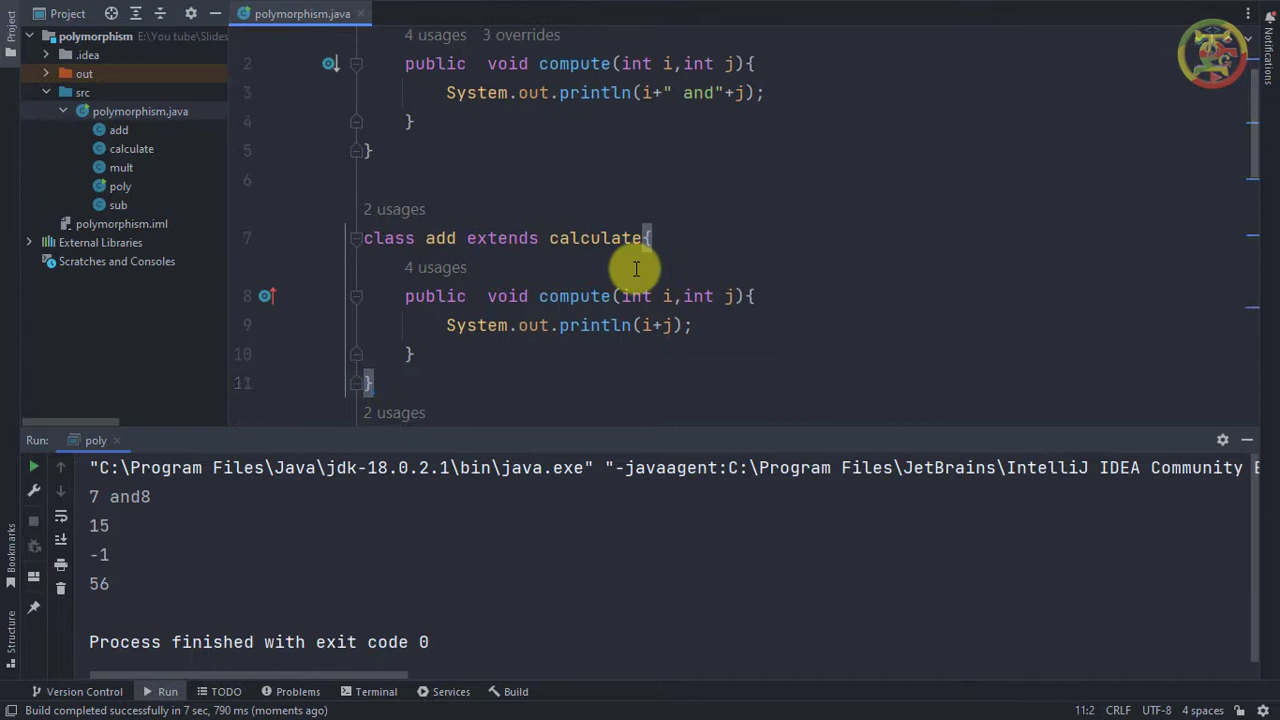 Project
polymorphism.java
Project
polymorphism E:\You tube\Slides
.idea
out
src
polymorphism.java
add
calculate
mult
poly
sub
polymorphism.iml
External Libraries
Scratches and Consoles
4 usages 3 overrides
2 public void compute(int i,int j){
3 System.out.println(i+" and"+j);
4 }
5 }
6
2 usages
7 class add extends calculate{
4 usages
8 public void compute(int i,int j){
9 System.out.println(i+j);
10 }
11 }
2 usages
Notifications
Run: poly
"C:\Program Files\Java\jdk-18.0.2.1\bin\java.exe" "-javaagent:C:\Program Files\JetBrains\IntelliJ IDEA Community E
7 and8
15
-1
56
Process finished with exit code 0
Bookmarks
Structure
Version Control Run TODO Problems Terminal Services Build
Build completed successfully in 7 sec, 790 ms (moments ago) 11:2 CRLF UTF-8 4 spaces